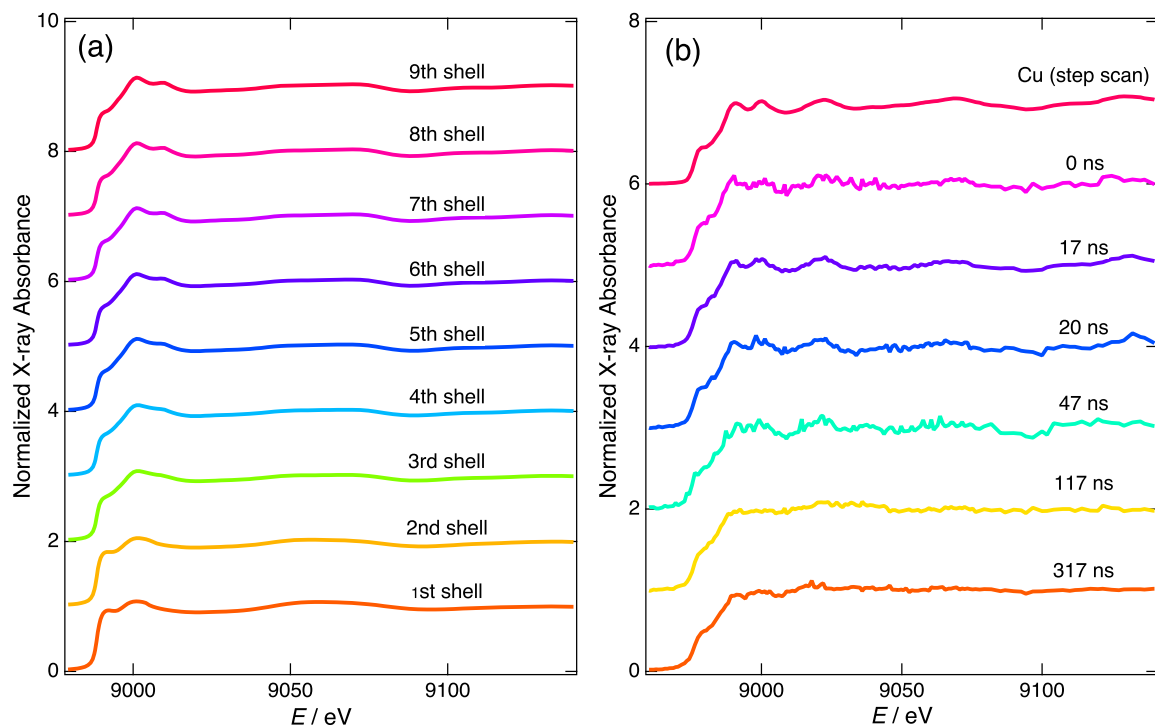 (a)
10
8
6
4
2
0
Normalized X-ray Absorbance
9th shell
8th shell
7th shell
6th shell
5th shell
4th shell
3rd shell
2nd shell
1st shell
9000
9050
9100
E / eV
(b)
8
6
4
2
0
Normalized X-ray Absorbance
Cu (step scan)
0 ns
17 ns
20 ns
47 ns
117 ns
317 ns
9000
9050
9100
E / eV